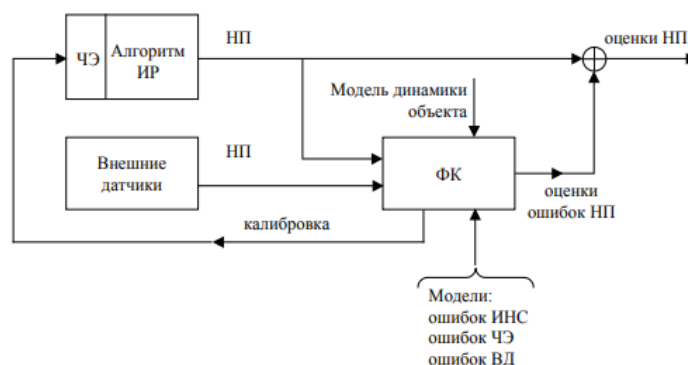 ЧЭ
Алгоритм
ИР
НП
оценки НП
Модель динамики
объекта
Внешние
датчики
НП
ФК
оценки
ошибок НП
калибровка
Модели:
ошибок ИНС
ошибок ЧЭ
ошибок ВД